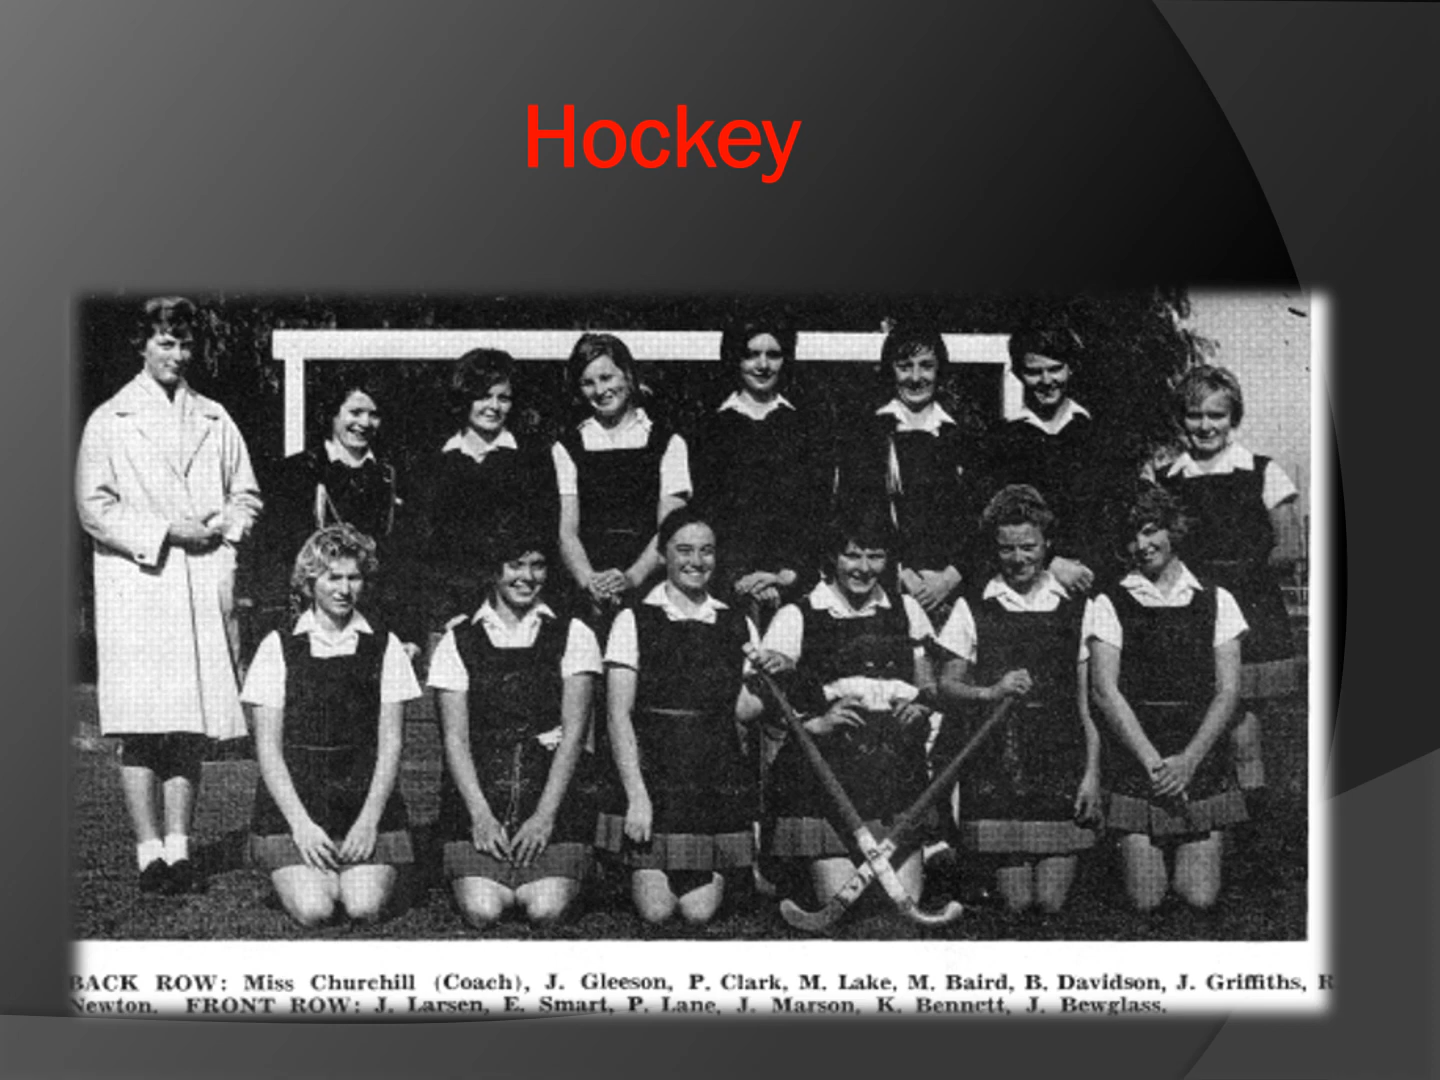 Hockey
BACK ROW: Miss Churchill (Coach), J. Gleeson, P. Clark, M. Lake, M. Baird, B. Davidson, J. Griffiths, R.
Newton. FRONT ROW: J. Larsen, E. Smart, P. Lane, J. Marson, K. Bennett, J. Bewglass.